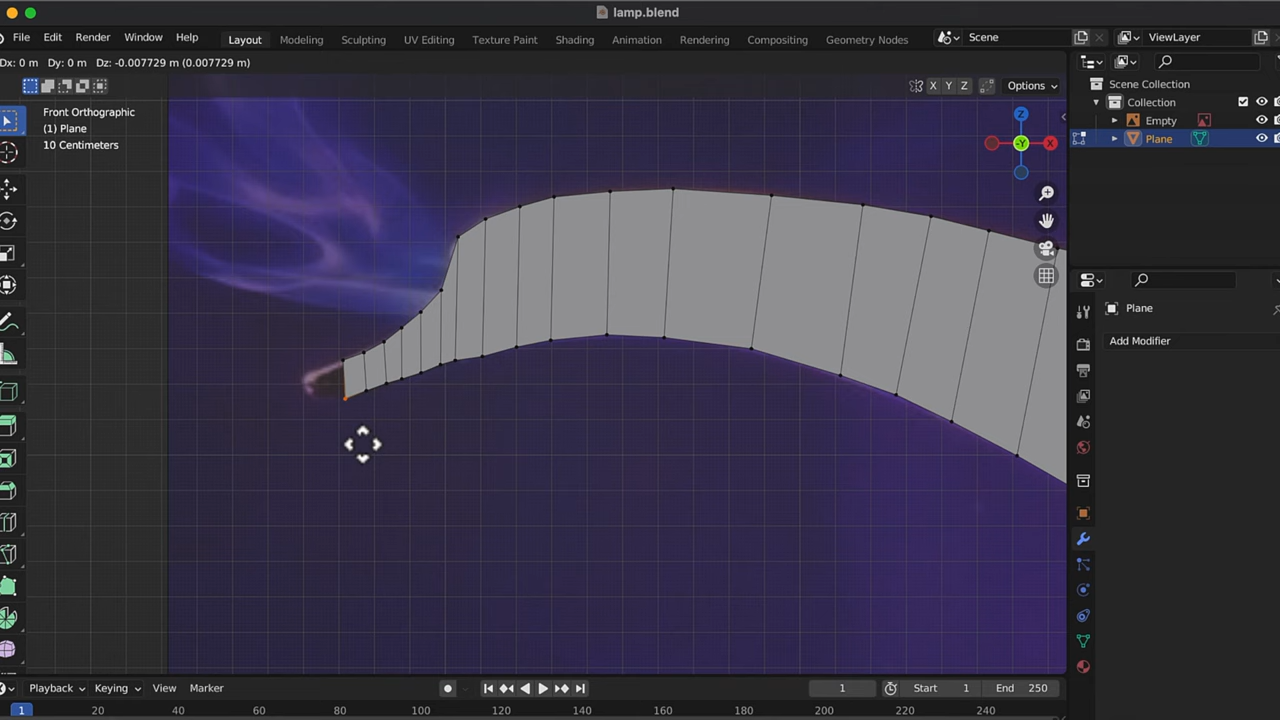 lamp.blend
File Edit Render Window Help Layout Modeling Sculpting UV Editing Texture Paint Shading Animation Rendering Compositing Geometry Nodes Scene ViewLayer
Dx: 0 m Dy: 0 m Dz: -0.007729 m (0.007729 m)
X Y Z Options
Scene Collection
Collection
Empty
Plane
Front Orthographic
(1) Plane
10 Centimeters
Z
-Y
X
Plane
Add Modifier
Playback Keying View Marker 1 Start 1 End 250
1 20 40 60 80 100 120 140 160 180 200 220 240